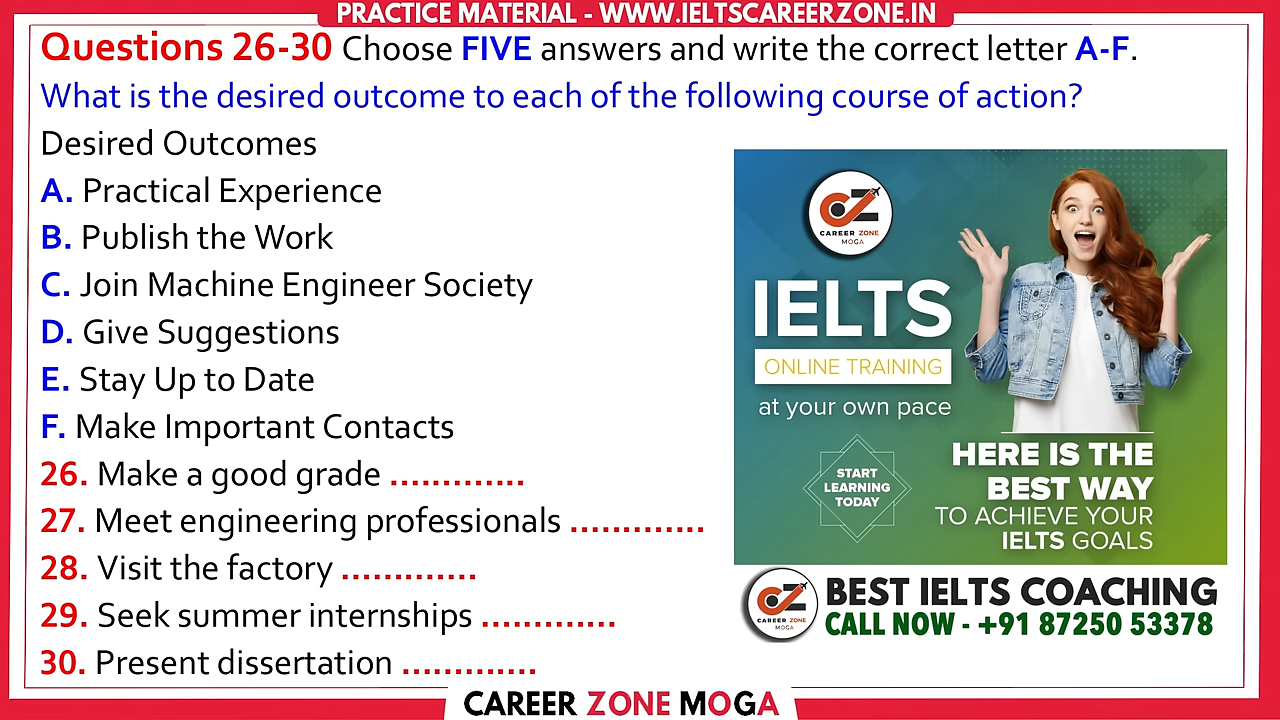 PRACTICE MATERIAL - WWW.IELTSCAREERZONE.IN
Questions 26-30 Choose FIVE answers and write the correct letter A-F.
What is the desired outcome to each of the following course of action?
Desired Outcomes
A. Practical Experience
B. Publish the Work
C. Join Machine Engineer Society
D. Give Suggestions
E. Stay Up to Date
F. Make Important Contacts
26. Make a good grade .............
27. Meet engineering professionals .............
28. Visit the factory .............
29. Seek summer internships .............
30. Present dissertation .............
CZ
CAREER ZONE
MOGA
IELTS
ONLINE TRAINING
at your own pace
START
LEARNING
TODAY
HERE IS THE
BEST WAY
TO ACHIEVE YOUR
IELTS GOALS
CZ
CAREER ZONE
MOGA
BEST IELTS COACHING
CALL NOW - +91 87250 53378
CAREER ZONE MOGA